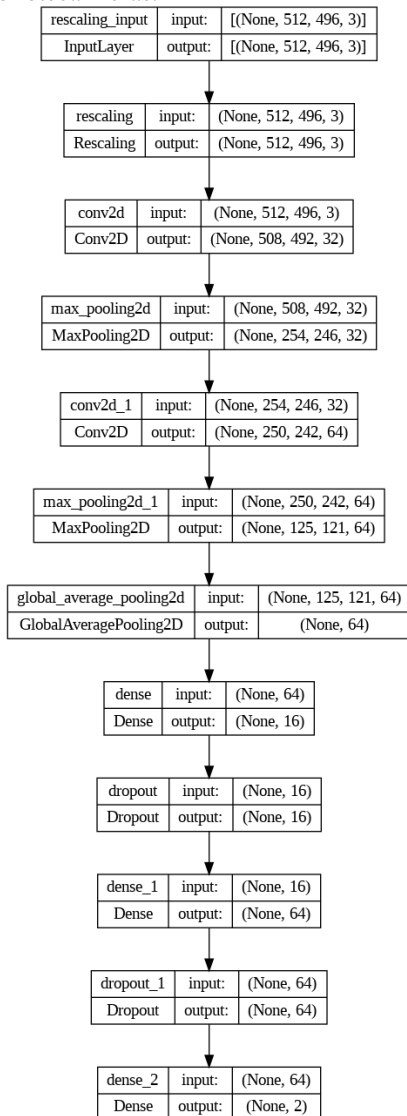 rescaling_input input: [(None, 512, 496, 3)]
InputLayer output: [(None, 512, 496, 3)]
rescaling input: (None, 512, 496, 3)
Rescaling output: (None, 512, 496, 3)
conv2d input: (None, 512, 496, 3)
Conv2D output: (None, 508, 492, 32)
max_pooling2d input: (None, 508, 492, 32)
MaxPooling2D output: (None, 254, 246, 32)
conv2d_1 input: (None, 254, 246, 32)
Conv2D output: (None, 250, 242, 64)
max_pooling2d_1 input: (None, 250, 242, 64)
MaxPooling2D output: (None, 125, 121, 64)
global_average_pooling2d input: (None, 125, 121, 64)
GlobalAveragePooling2D output: (None, 64)
dense input: (None, 64)
Dense output: (None, 16)
dropout input: (None, 16)
Dropout output: (None, 16)
dense_1 input: (None, 16)
Dense output: (None, 64)
dropout_1 input: (None, 64)
Dropout output: (None, 64)
dense_2 input: (None, 64)
Dense output: (None, 2)